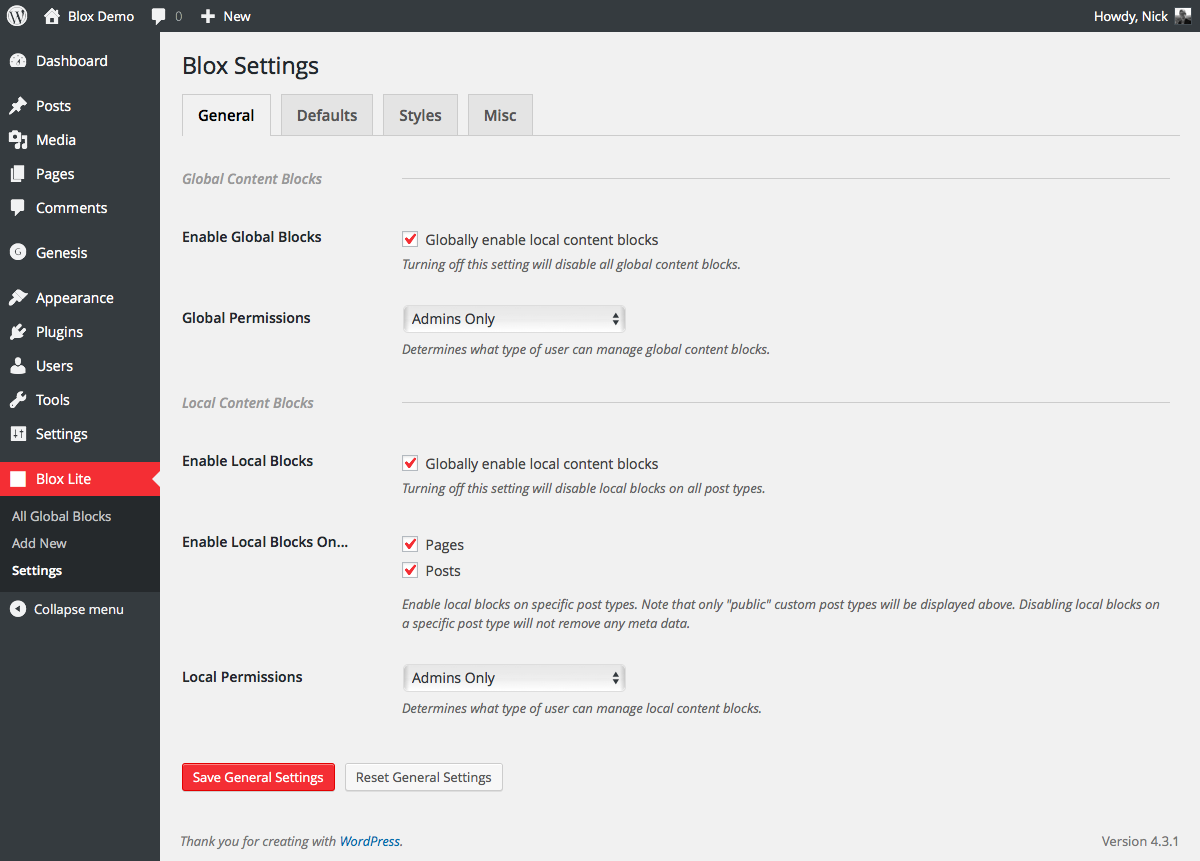 Blox Demo 0 New Howdy, Nick
Dashboard
Posts
Media
Pages
Comments
G Genesis
Appearance
Plugins
Users
Tools
Settings
Blox Lite
All Global Blocks
Add New
Settings
Collapse menu
Blox Settings
General Defaults Styles Misc
Global Content Blocks
Enable Global Blocks
Globally enable local content blocks
Turning off this setting will disable all global content blocks.
Global Permissions
Admins Only
Determines what type of user can manage global content blocks.
Local Content Blocks
Enable Local Blocks
Globally enable local content blocks
Turning off this setting will disable local blocks on all post types.
Enable Local Blocks On...
Pages
Posts
Enable local blocks on specific post types. Note that only "public" custom post types will be displayed above. Disabling local blocks on
a specific post type will not remove any meta data.
Local Permissions
Admins Only
Determines what type of user can manage local content blocks.
Save General Settings Reset General Settings
Thank you for creating with WordPress. Version 4.3.1